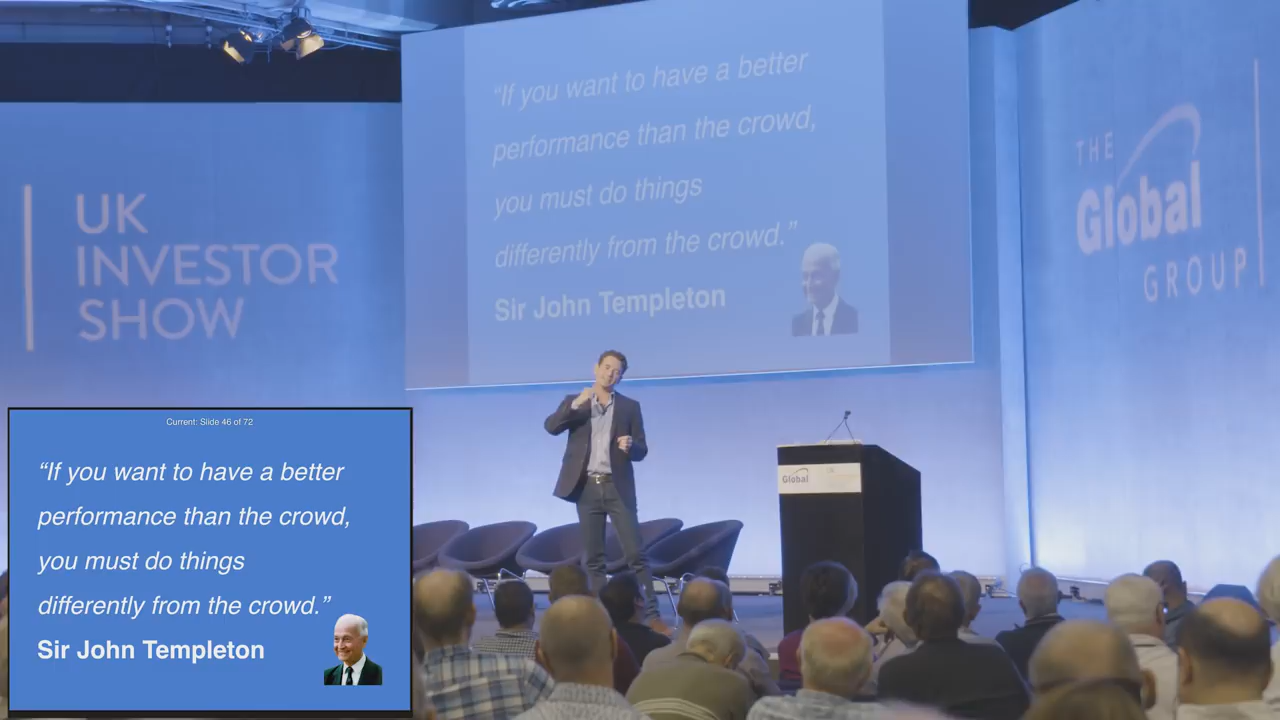 UK
INVESTOR
SHOW
“If you want to have a better
performance than the crowd,
you must do things
differently from the crowd.”
Sir John Templeton
THE
Global
GROUP
Global
Current: Slide 46 of 72
“If you want to have a better
performance than the crowd,
you must do things
differently from the crowd.”
Sir John Templeton